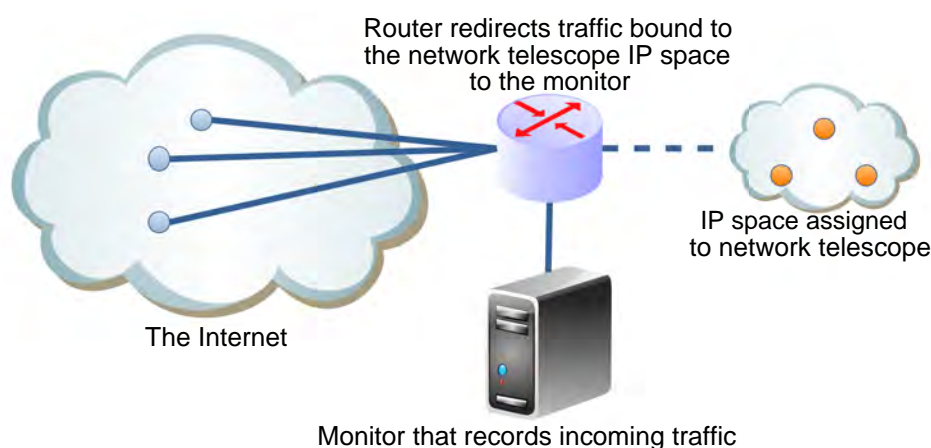 Router redirects traffic bound to
the network telescope IP space
to the monitor
IP space assigned
to network telescope
The Internet
Monitor that records incoming traffic